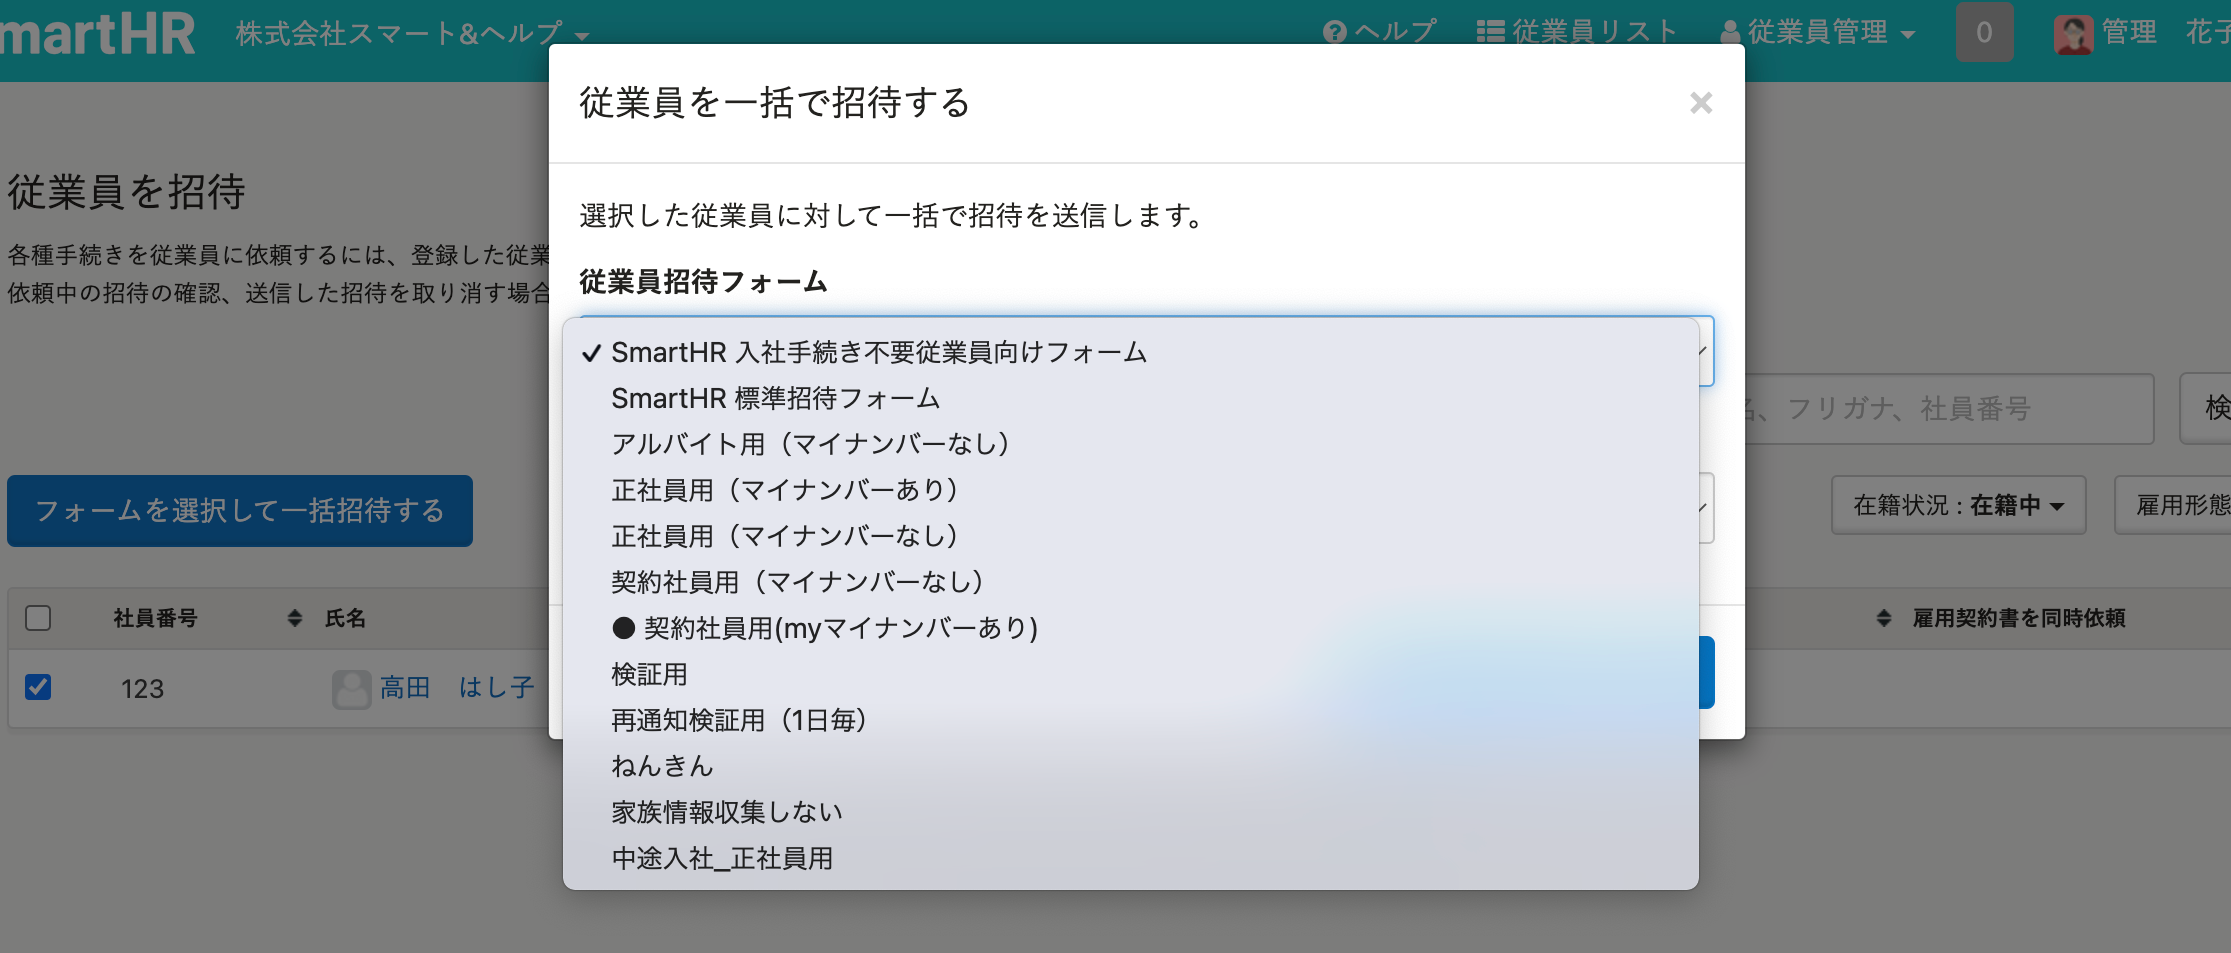 martHR
株式会社スマート&ヘルプ
ヘルプ
従業員リスト
従業員管理
0
管理 花子
従業員を一括で招待する
×
従業員を招待
各種手続きを従業員に依頼するには、登録した従業
依頼中の招待の確認、送信した招待を取り消す場合
選択した従業員に対して一括で招待を送信します。
従業員招待フォーム
✓ SmartHR 入社手続き不要従業員向けフォーム
SmartHR 標準招待フォーム
アルバイト用（マイナンバーなし）
正社員用（マイナンバーあり）
正社員用（マイナンバーなし）
契約社員用（マイナンバーなし）
● 契約社員用(myマイナンバーあり)
検証用
再通知検証用（1日毎）
ねんきん
家族情報収集しない
中途入社_正社員用
、フリガナ、社員番号
検
フォームを選択して一括招待する
在籍状況 : 在籍中
雇用形態
社員番号
氏名
雇用契約書を同時依頼
123
高田 はし子